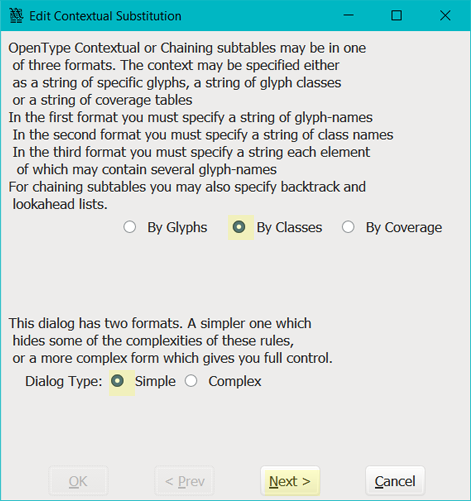 Edit Contextual Substitution
OpenType Contextual or Chaining subtables may be in one
of three formats. The context may be specified either
as a string of specific glyphs, a string of glyph classes
or a string of coverage tables
In the first format you must specify a string of glyph-names
In the second format you must specify a string of class names
In the third format you must specify a string each element
of which may contain several glyph-names
For chaining subtables you may also specify backtrack and
lookahead lists.
By Glyphs By Classes By Coverage
This dialog has two formats. A simpler one which
hides some of the complexities of these rules,
or a more complex form which gives you full control.
Dialog Type: Simple Complex
OK < Prev Next > Cancel